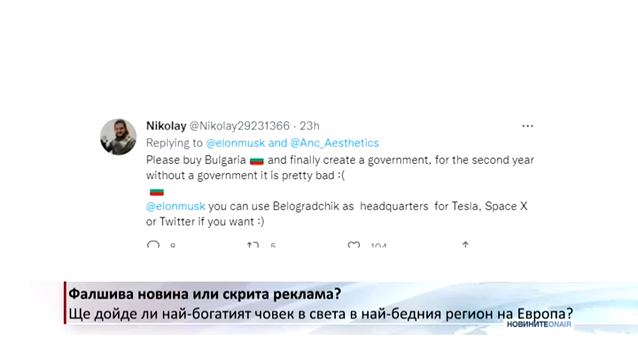 Nikolay @Nikolay29231366 · 23h
Replying to @elonmusk and @Anc_Aesthetics
Please buy Bulgaria 🇧🇬 and finally create a government, for the second year
without a government it is pretty bad :(
🇧🇬
@elonmusk you can use Belogradchik as headquarters for Tesla, Space X
or Twitter if you want :)
8 5 104
Фалшива новина или скрита реклама?
Ще дойде ли най-богатият човек в света в най-бедния регион на Европа?
НОВИНИТЕ ONAIR